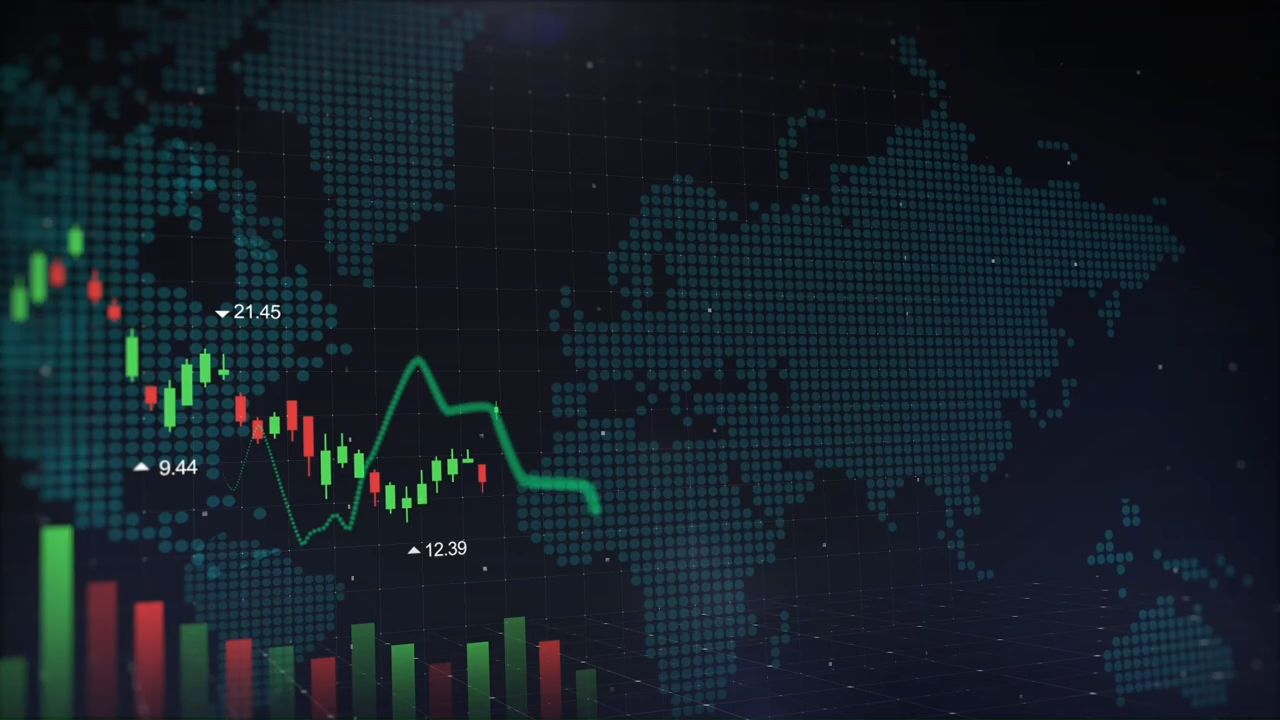 ▼ 21.45
▲ 9.44
▲ 12.39